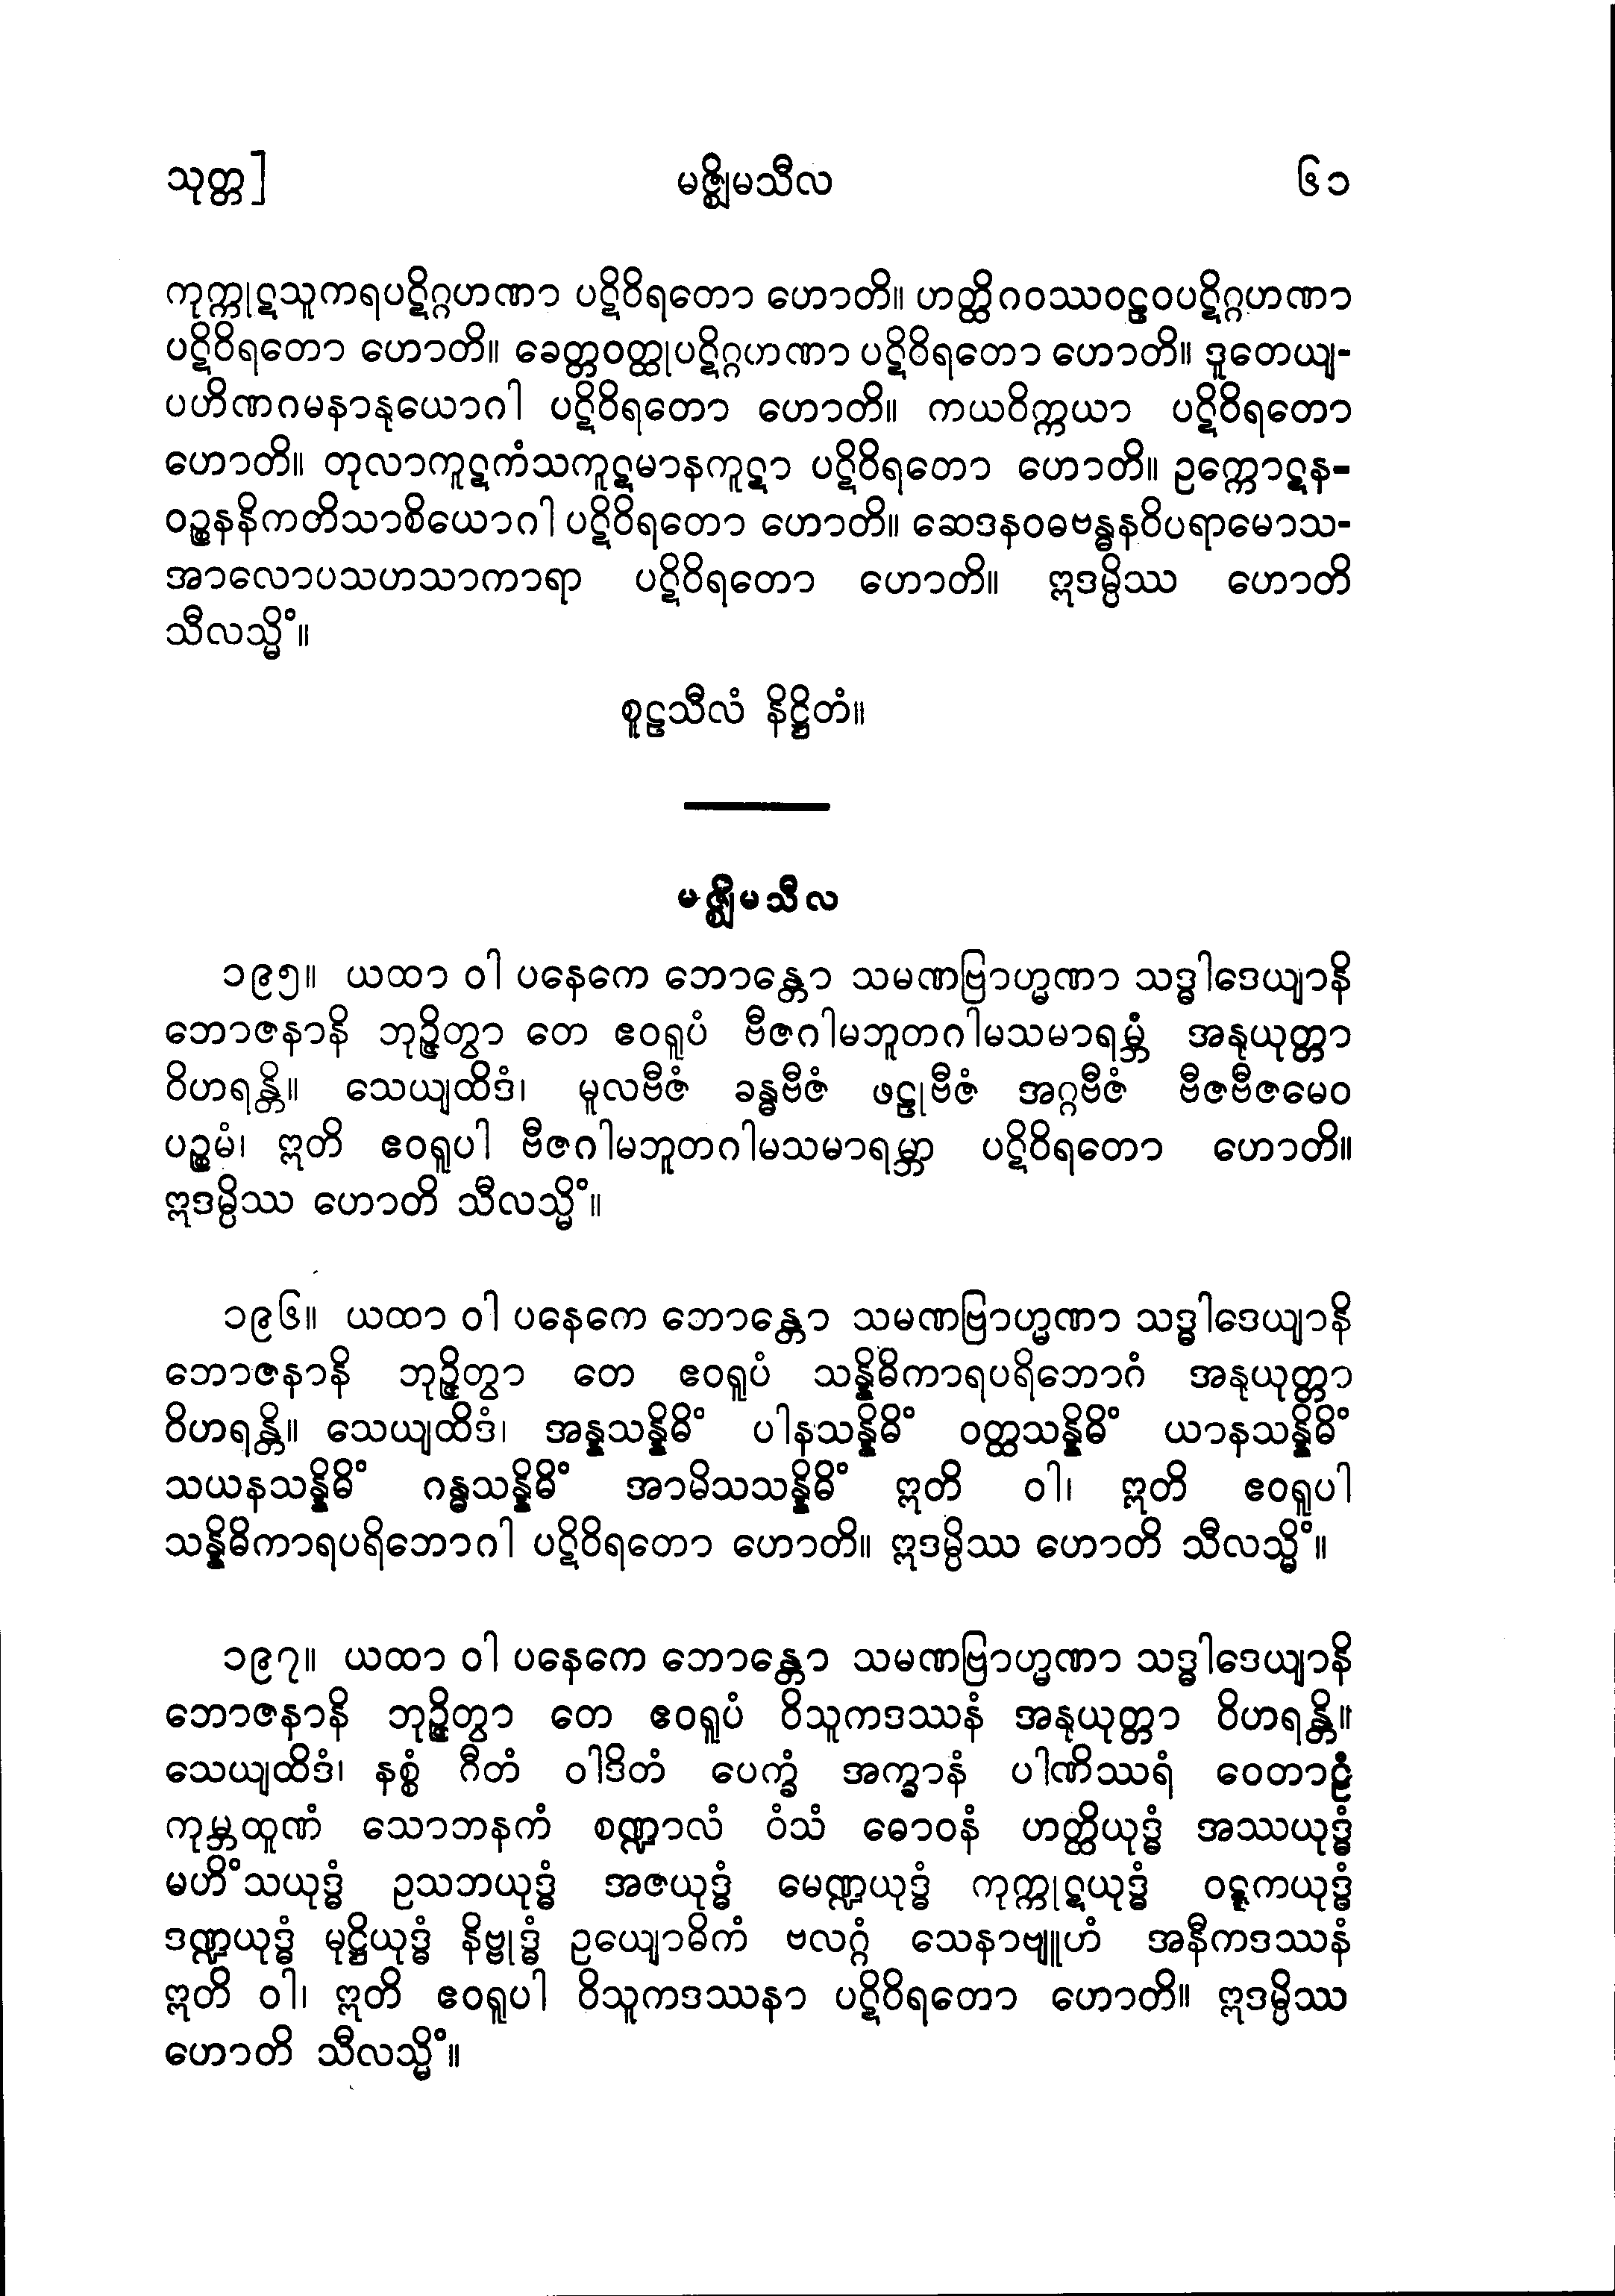 သုတ္တ] မဇ္ဈိမသီလ ၆၁
ကုက္ကုဋသူကရပဋိဂ္ဂဟဏာ ပဋိဝိရတော ဟောတိ။ ဟတ္ထိဂဝဿဝဠဝပဋိဂ္ဂဟဏာ
ပဋိဝိရတော ဟောတိ။ ခေတ္တဝတ္ထုပဋိဂ္ဂဟဏာ ပဋိဝိရတော ဟောတိ။ ဒူတေယျ-
ပဟိဏဂမနာနုယောဂါ ပဋိဝိရတော ဟောတိ။ ကယဝိက္ကယာ ပဋိဝိရတော
ဟောတိ။ တုလာကူဋကံသကူဋမာနကူဋာ ပဋိဝိရတော ဟောတိ။ ဥက္ကောဋန-
ဝဉ္စနနိကတိသာစိယောဂါ ပဋိဝိရတော ဟောတိ။ ဆေဒနဝဓဗန္ဓနဝိပရာမောသ-
အာလောပသဟသာကာရာ ပဋိဝိရတော ဟောတိ။ ဣဒမ္ပိဿ ဟောတိ
သီလသ္မိံ။
စူဠသီလံ နိဋ္ဌိတံ။
မဇ္ဈိမသီလ
၁၉၅။ ယထာ ဝါ ပနေကေ ဘောန္တော သမဏဗြာဟ္မဏာ သဒ္ဓါဒေယျာနိ
ဘောဇနာနိ ဘုဉ္ဇိတွာ တေ ဧဝရူပံ ဗီဇဂါမဘူတဂါမသမာရမ္ဘံ အနုယုတ္တာ
ဝိဟရန္တိ။ သေယျထိဒံ၊ မူလဗီဇံ ခန္ဓဗီဇံ ဖဠုဗီဇံ အဂ္ဂဗီဇံ ဗီဇဗီဇမေဝ
ပဉ္စမံ၊ ဣတိ ဧဝရူပါ ဗီဇဂါမဘူတဂါမသမာရမ္ဘာ ပဋိဝိရတော ဟောတိ။
ဣဒမ္ပိဿ ဟောတိ သီလသ္မိံ။
၁၉၆။ ယထာ ဝါ ပနေကေ ဘောန္တော သမဏဗြာဟ္မဏာ သဒ္ဓါဒေယျာနိ
ဘောဇနာနိ ဘုဉ္ဇိတွာ တေ ဧဝရူပံ သန္နိဓိကာရပရိဘောဂံ အနုယုတ္တာ
ဝိဟရန္တိ။ သေယျထိဒံ၊ အန္နသန္နိဓိံ ပါနသန္နိဓိံ ဝတ္ထသန္နိဓိံ ယာနသန္နိဓိံ
သယနသန္နိဓိံ ဂန္ဓသန္နိဓိံ အာမိသသန္နိဓိံ ဣတိ ဝါ၊ ဣတိ ဧဝရူပါ
သန္နိဓိကာရပရိဘောဂါ ပဋိဝိရတော ဟောတိ။ ဣဒမ္ပိဿ ဟောတိ သီလသ္မိံ။
၁၉၇။ ယထာ ဝါ ပနေကေ ဘောန္တော သမဏဗြာဟ္မဏာ သဒ္ဓါဒေယျာနိ
ဘောဇနာနိ ဘုဉ္ဇိတွာ တေ ဧဝရူပံ ဝိသူကဒဿနံ အနုယုတ္တာ ဝိဟရန္တိ။
သေယျထိဒံ၊ နစ္စံ ဂီတံ ဝါဒိတံ ပေက္ခံ အက္ခာနံ ပါဏိဿရံ ဝေတာဠံ
ကုမ္ဘထူဏံ သောဘနကံ စဏ္ဍာလံ ဝံသံ ဓောဝနံ ဟတ္ထိယုဒ္ဓံ အဿယုဒ္ဓံ
မဟိံသယုဒ္ဓံ ဥသဘယုဒ္ဓံ အဇယုဒ္ဓံ မေဏ္ဍယုဒ္ဓံ ကုက္ကုဋယုဒ္ဓံ ဝဋ္ဋကယုဒ္ဓံ
ဒဏ္ဍယုဒ္ဓံ မုဋ္ဌိယုဒ္ဓံ နိဗ္ဗုဒ္ဓံ ဥယျောဓိကံ ဗလဂ္ဂံ သေနာဗျူဟံ အနီကဒဿနံ
ဣတိ ဝါ၊ ဣတိ ဧဝရူပါ ဝိသူကဒဿနာ ပဋိဝိရတော ဟောတိ။ ဣဒမ္ပိဿ
ဟောတိ သီလသ္မိံ။